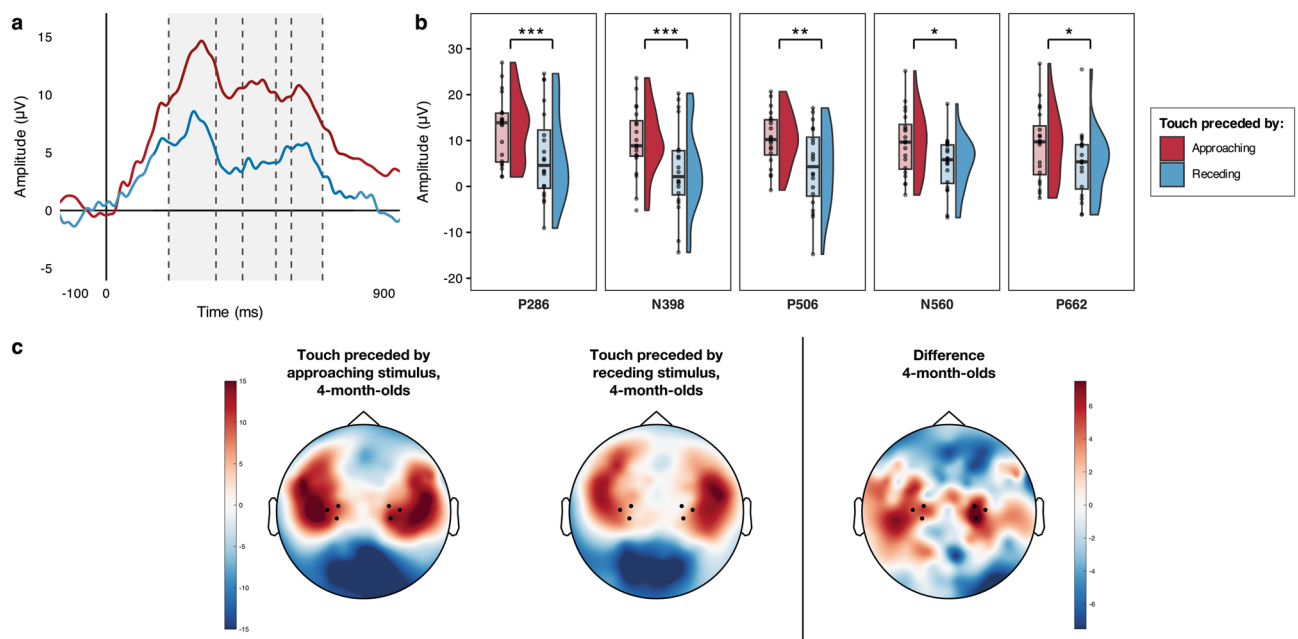 a
15
10
5
0
-5
Amplitude (µV)
-100 0 900
Time (ms)
b
30
20
10
0
-10
-20
Amplitude (µV)
*** *** ** * *
P286 N398 P506 N560 P662
Touch preceded by:
Approaching
Receding
c
Touch preceded by
approaching stimulus,
4-month-olds
15
10
5
0
-5
-10
-15
Touch preceded by
receding stimulus,
4-month-olds
Difference
4-month-olds
6
4
2
0
-2
-4
-6